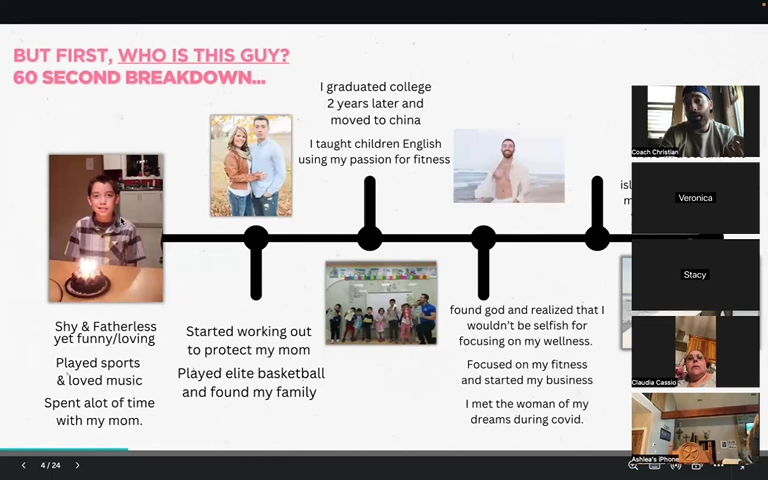 BUT FIRST, WHO IS THIS GUY?
60 SECOND BREAKDOWN...
I graduated college
2 years later and
moved to china
I taught children English
using my passion for fitness
Shy & Fatherless
yet funny/loving
Played sports
& loved music
Spent alot of time
with my mom.
Started working out
to protect my mom
Played elite basketball
and found my family
found god and realized that I
wouldn't be selfish for
focusing on my wellness.
Focused on my fitness
and started my business
I met the woman of my
dreams during covid.
Coach Christian
Veronica
Stacy
Claudia Cassio
Ashlea's iPhone
4 / 24